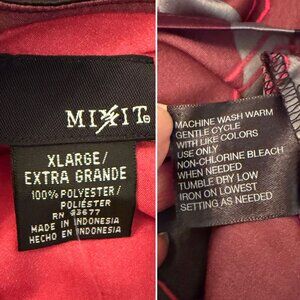 MIXIT®
XLARGE/
EXTRA GRANDE
100% POLYESTER/
POLIÉSTER
RN 93677
MADE IN INDONESIA
HECHO EN INDONESIA
MACHINE WASH WARM
GENTLE CYCLE
WITH LIKE COLORS
USE ONLY
NON-CHLORINE BLEACH
WHEN NEEDED
TUMBLE DRY LOW
IRON ON LOWEST
SETTING AS NEEDED